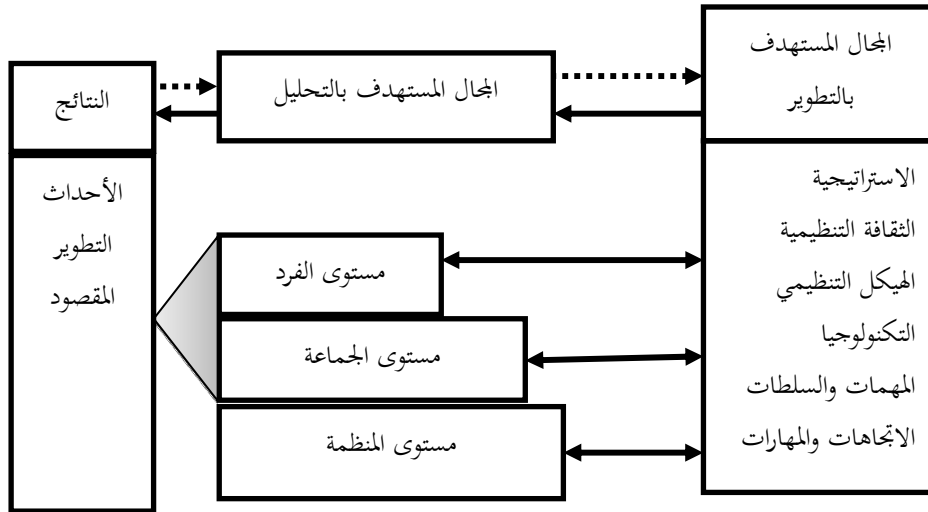 المجال المستهدف
بالتطوير
المجال المستهدف بالتحليل
النتائج
الاستراتيجية
الثقافة التنظيمية
الهيكل التنظيمي
التكنولوجيا
المهمات والسلطات
الاتجاهات والمهارات
مستوى الفرد
مستوى الجماعة
مستوى المنظمة
الأحداث
التطوير
المقصود